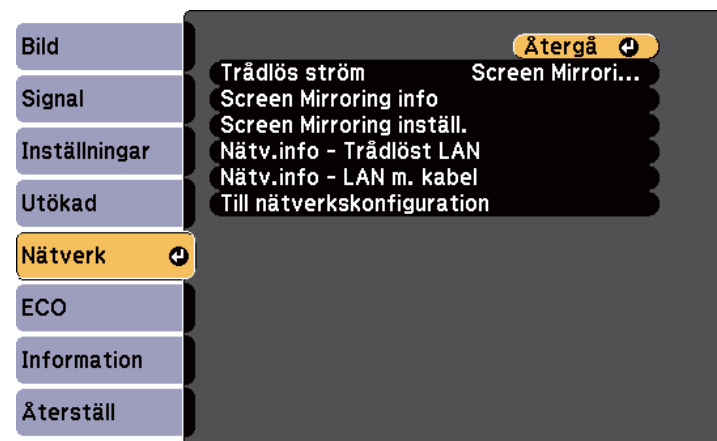 Bild
Signal
Inställningar
Utökad
Nätverk
ECO
Information
Återställ
Återgå
Trådlös ström Screen Mirrori...
Screen Mirroring info
Screen Mirroring inställ.
Nätv.info - Trådlöst LAN
Nätv.info - LAN m. kabel
Till nätverkskonfiguration